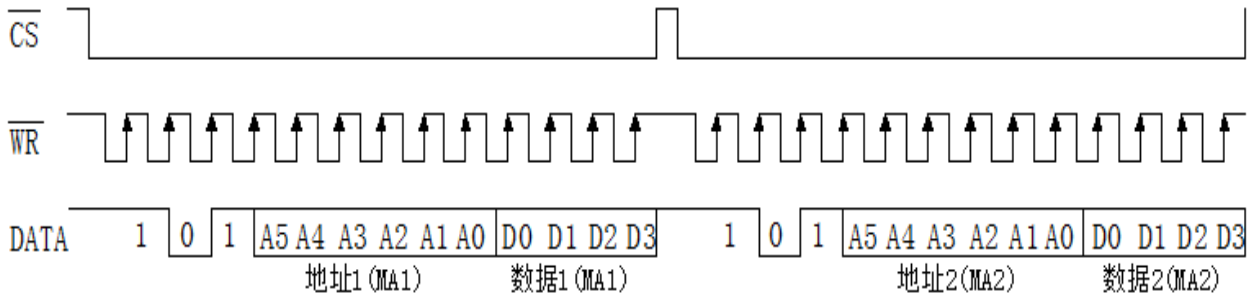 CS
WR
DATA 1 0 1 A5 A4 A3 A2 A1 A0 D0 D1 D2 D3 1 0 1 A5 A4 A3 A2 A1 A0 D0 D1 D2 D3
地址1(MA1) 数据1(MA1) 地址2(MA2) 数据2(MA2)